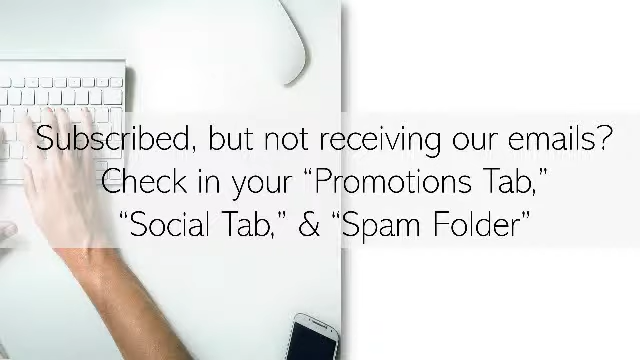 Subscribed, but not receiving our emails?
Check in your “Promotions Tab,”
“Social Tab,” & “Spam Folder”